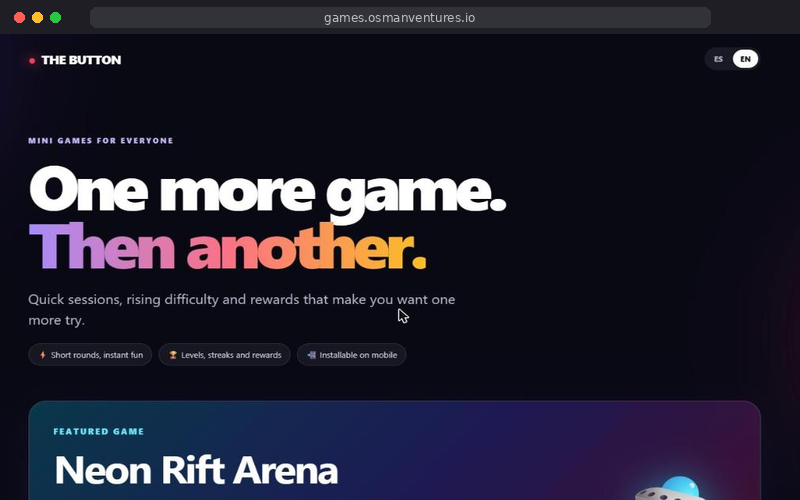 games.osmanventures.io
THE BUTTON
ES EN
MINI GAMES FOR EVERYONE
One more game.
Then another.
Quick sessions, rising difficulty and rewards that make you want one
more try.
Short rounds, instant fun
Levels, streaks and rewards
Installable on mobile
FEATURED GAME
Neon Rift Arena